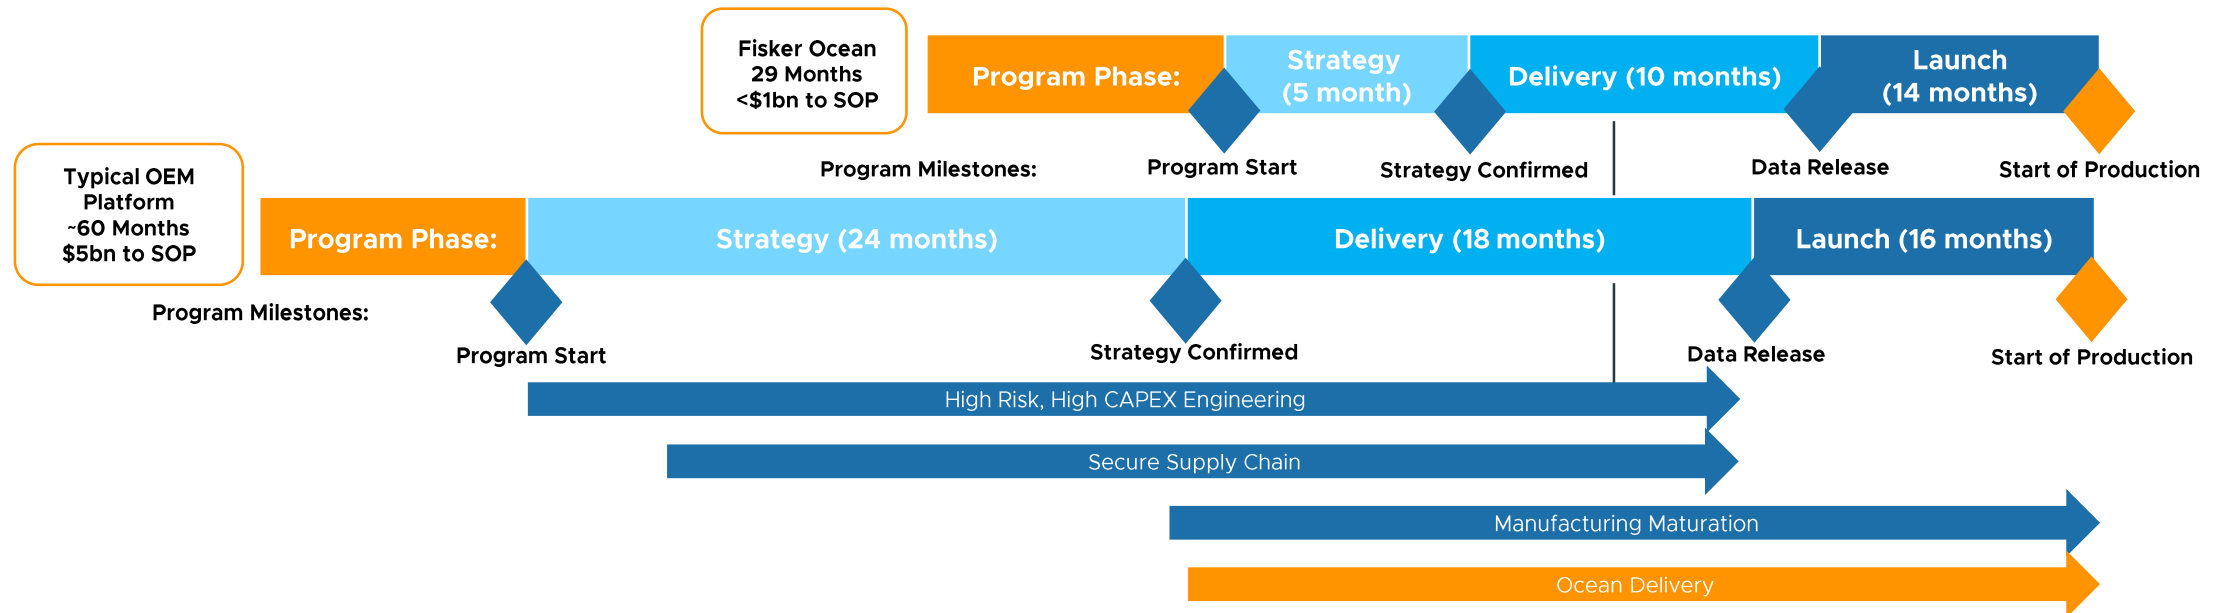 Fisker Ocean
29 Months
<$1bn to SOP
Program Phase:
Strategy
(5 month)
Delivery (10 months)
Launch
(14 months)
Program Milestones:
Program Start
Strategy Confirmed
Data Release
Start of Production
Typical OEM
Platform
~60 Months
$5bn to SOP
Program Phase:
Strategy (24 months)
Delivery (18 months)
Launch (16 months)
Program Milestones:
Program Start
Strategy Confirmed
Data Release
Start of Production
High Risk, High CAPEX Engineering
Secure Supply Chain
Manufacturing Maturation
Ocean Delivery